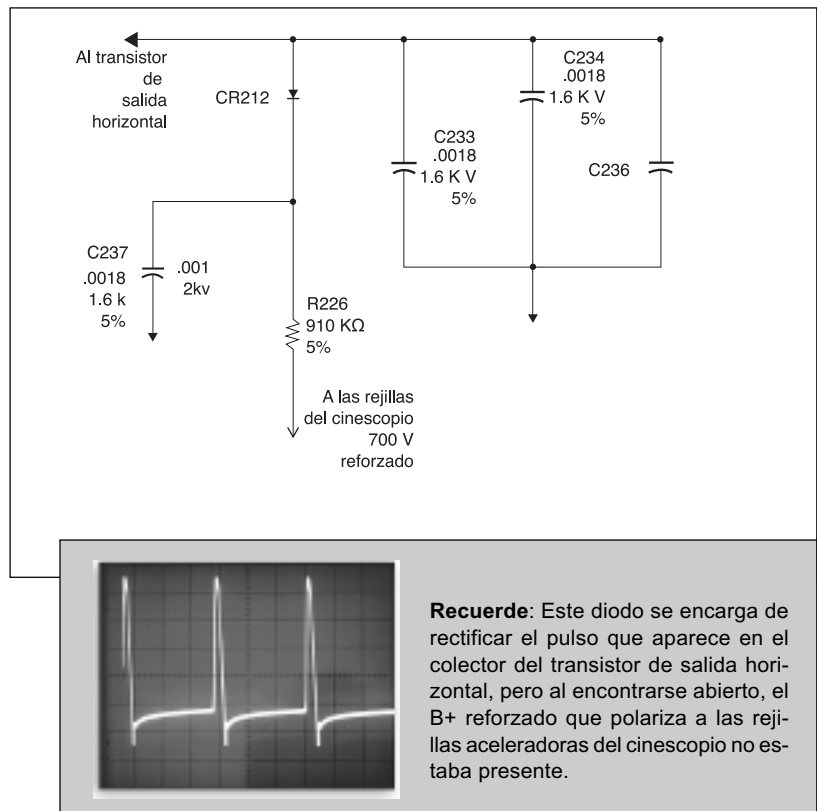 Al transistor
de
salida
horizontal
CR212
C234
.0018
1.6 K V
5%
C233
.0018
1.6 K V
5%
C236
C237
.0018
1.6 k
5%
.001
2kv
R226
910 KΩ
5%
A las rejillas
del cinescopio
700 V
reforzado
Recuerde: Este diodo se encarga de
rectificar el pulso que aparece en el
colector del transistor de salida hori-
zontal, pero al encontrarse abierto, el
B+ reforzado que polariza a las reji-
llas aceleradoras del cinescopio no es-
taba presente.